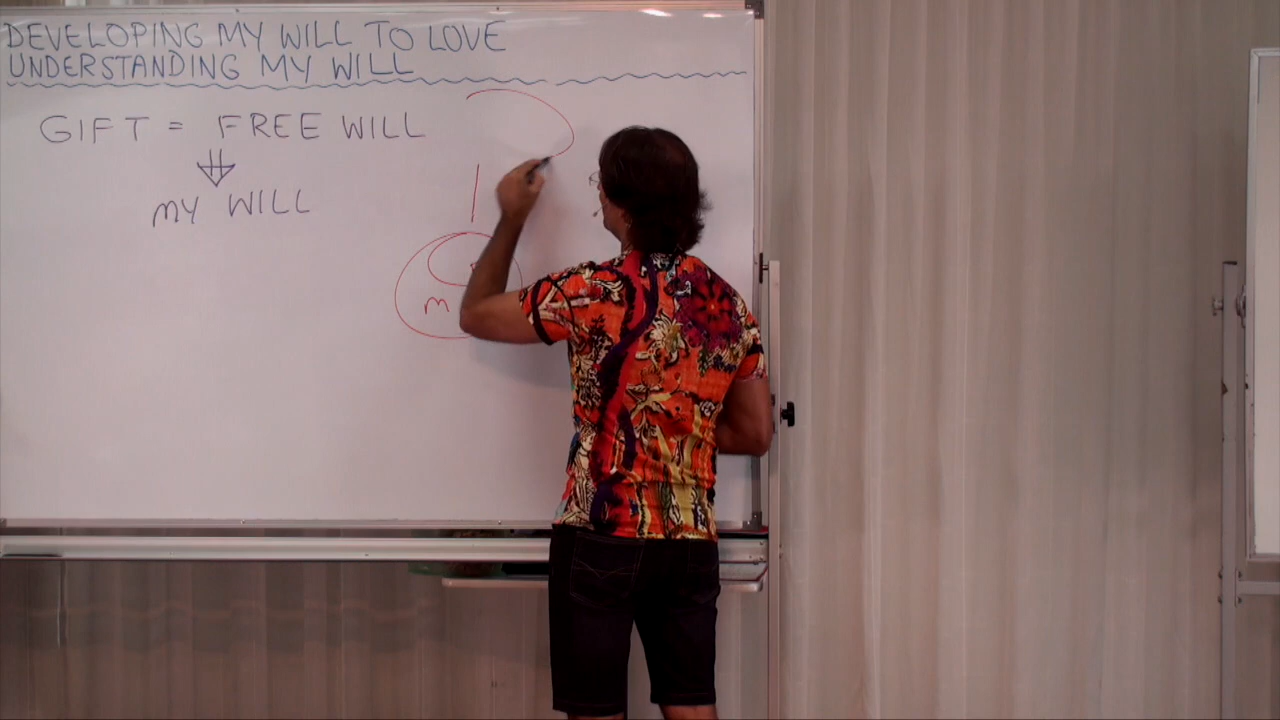 DEVELOPING MY WILL TO LOVE
UNDERSTANDING MY WILL
GIFT = FREE WILL
MY WILL
m